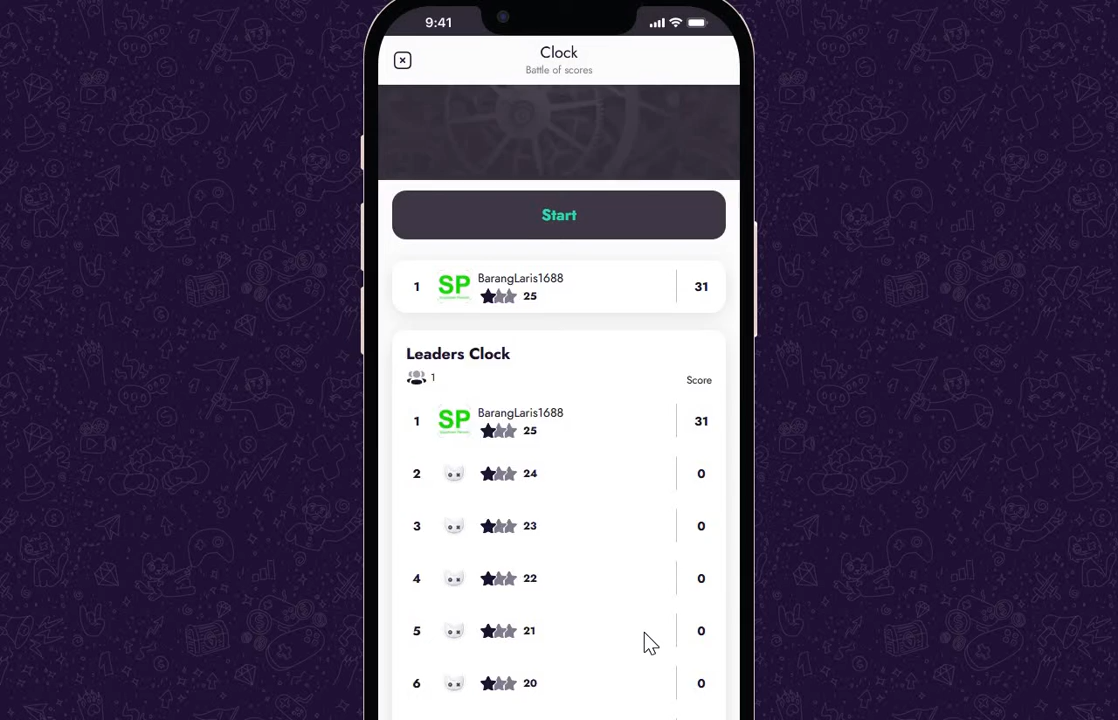 9:41
Clock
Battle of scores
Start
1 SP BarangLaris1688 31
25
Leaders Clock
1
Score
1 SP BarangLaris1688 31
25
2 24 0
3 23 0
4 22 0
5 21 0
6 20 0